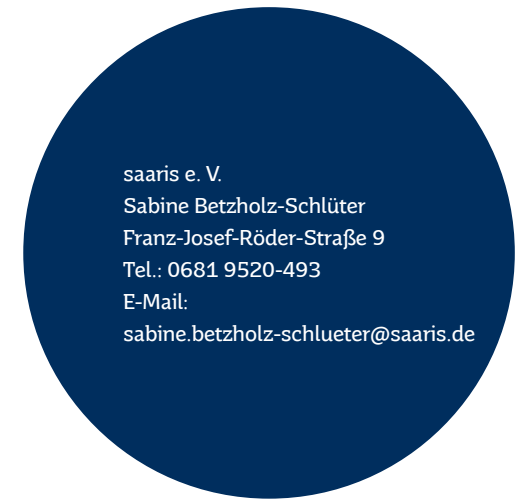 saaris e. V.
Sabine Betzholz-Schlüter
Franz-Josef-Röder-Straße 9
Tel.: 0681 9520-493
E-Mail:
sabine.betzholz-schlueter@saaris.de